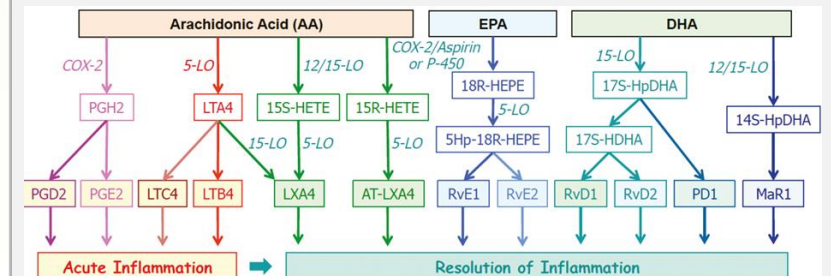 Arachidonic Acid (AA)
EPA
DHA
COX-2
5-LO
12/15-LO
COX-2/Aspirin
or P-450
15-LO
12/15-LO
PGH2
LTA4
15S-HETE
15R-HETE
18R-HEPE
17S-HpDHA
14S-HpDHA
15-LO
5-LO
5-LO
5-LO
5Hp-18R-HEPE
17S-HDHA
PGD2
PGE2
LTC4
LTB4
LXA4
AT-LXA4
RvE1
RvE2
RvD1
RvD2
PD1
MaR1
Acute Inflammation
Resolution of Inflammation